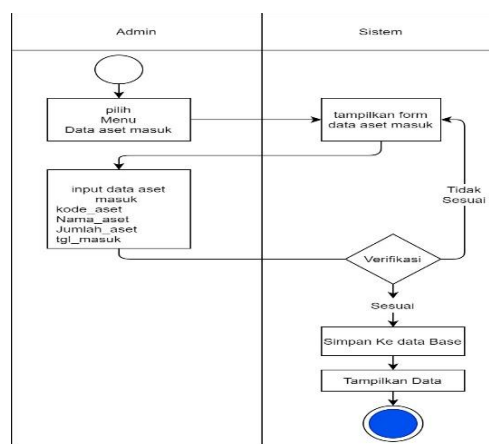 Admin
Sistem
pilih
Menu
Data aset masuk
tampilkan form
data aset masuk
input data aset
masuk
kode_aset
Nama_aset
Jumlah_aset
tgl_masuk
Tidak
Sesuai
Verifikasi
Sesuai
Simpan Ke data Base
Tampilkan Data